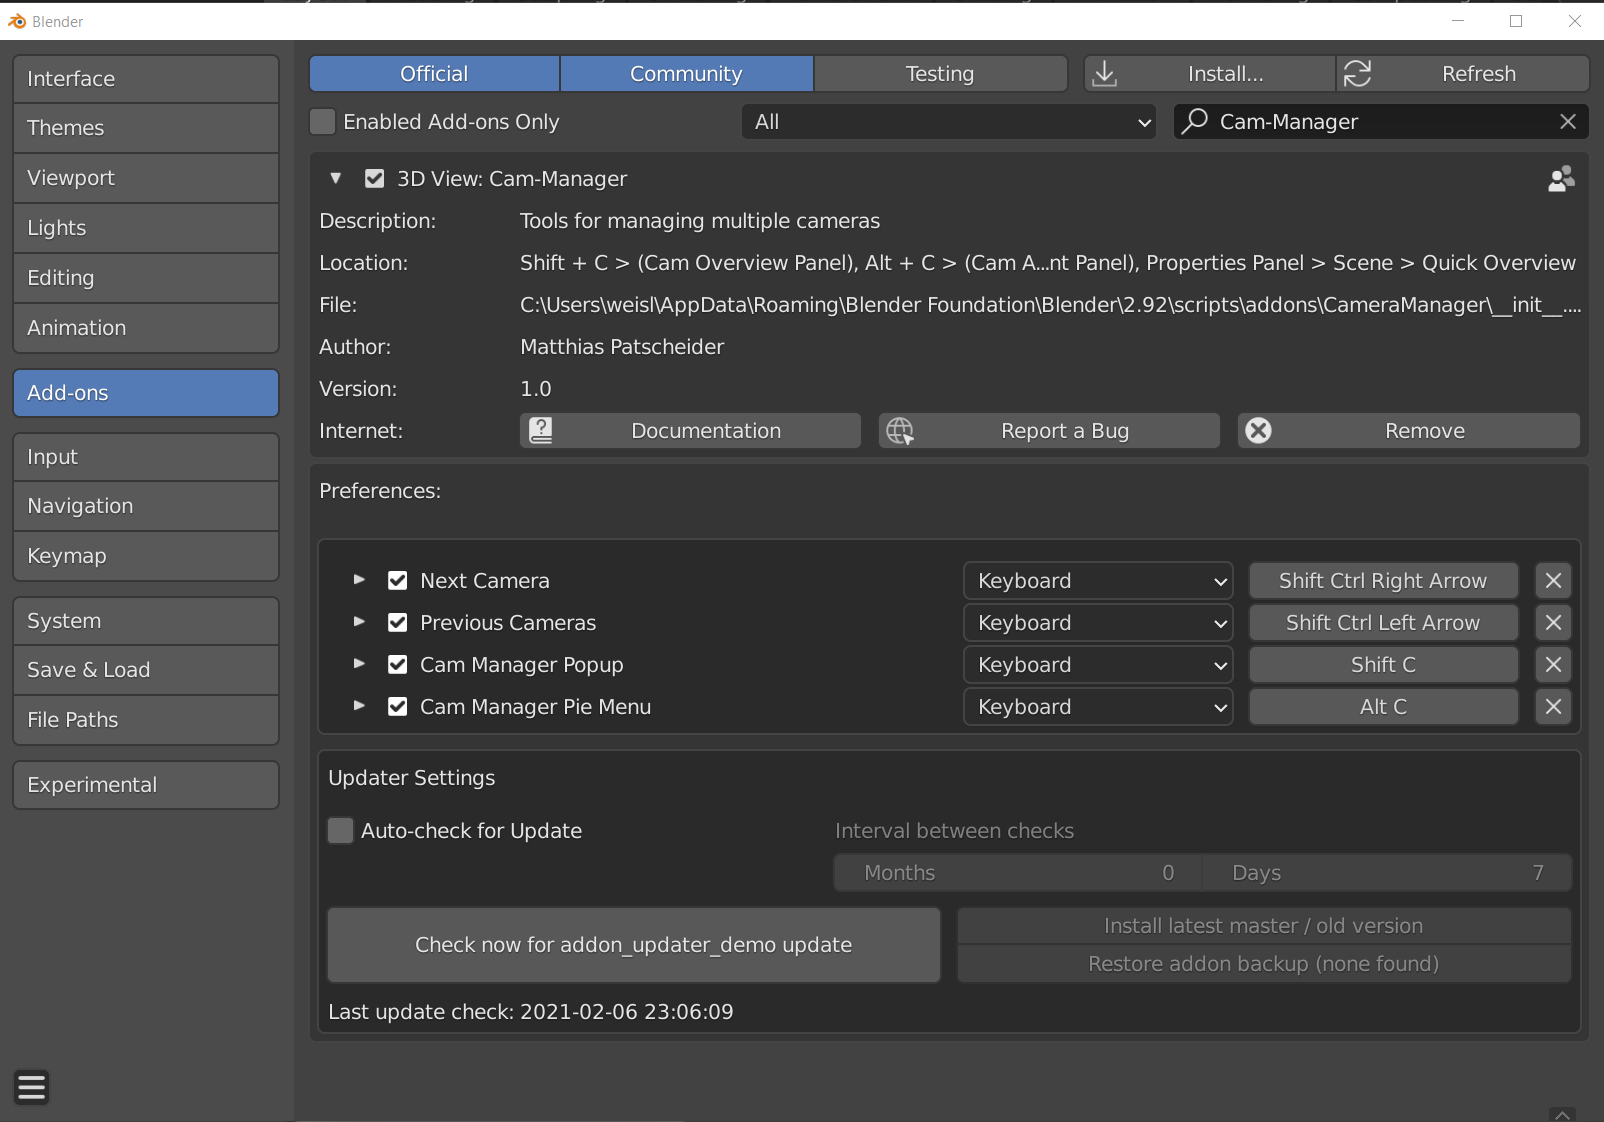 Blender
Interface
Themes
Viewport
Lights
Editing
Animation
Add-ons
Input
Navigation
Keymap
System
Save & Load
File Paths
Experimental
Official Community Testing Install... Refresh
Enabled Add-ons Only All Cam-Manager
3D View: Cam-Manager
Description: Tools for managing multiple cameras
Location: Shift + C > (Cam Overview Panel), Alt + C > (Cam A...nt Panel), Properties Panel > Scene > Quick Overview
File: C:\Users\weisl\AppData\Roaming\Blender Foundation\Blender\2.92\scripts\addons\CameraManager\__init__....
Author: Matthias Patscheider
Version: 1.0
Internet: Documentation Report a Bug Remove
Preferences:
Next Camera Keyboard Shift Ctrl Right Arrow
Previous Cameras Keyboard Shift Ctrl Left Arrow
Cam Manager Popup Keyboard Shift C
Cam Manager Pie Menu Keyboard Alt C
Updater Settings
Auto-check for Update Interval between checks
Months 0 Days 7
Check now for addon_updater_demo update
Install latest master / old version
Restore addon backup (none found)
Last update check: 2021-02-06 23:06:09